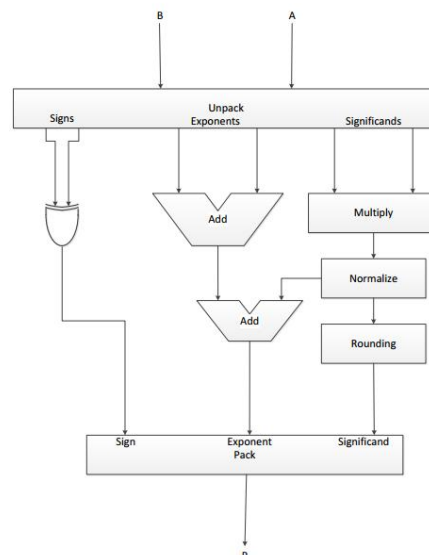 B A
Unpack
Signs Exponents Significands
Add
Multiply
Normalize
Add
Rounding
Sign Exponent Significand
Pack